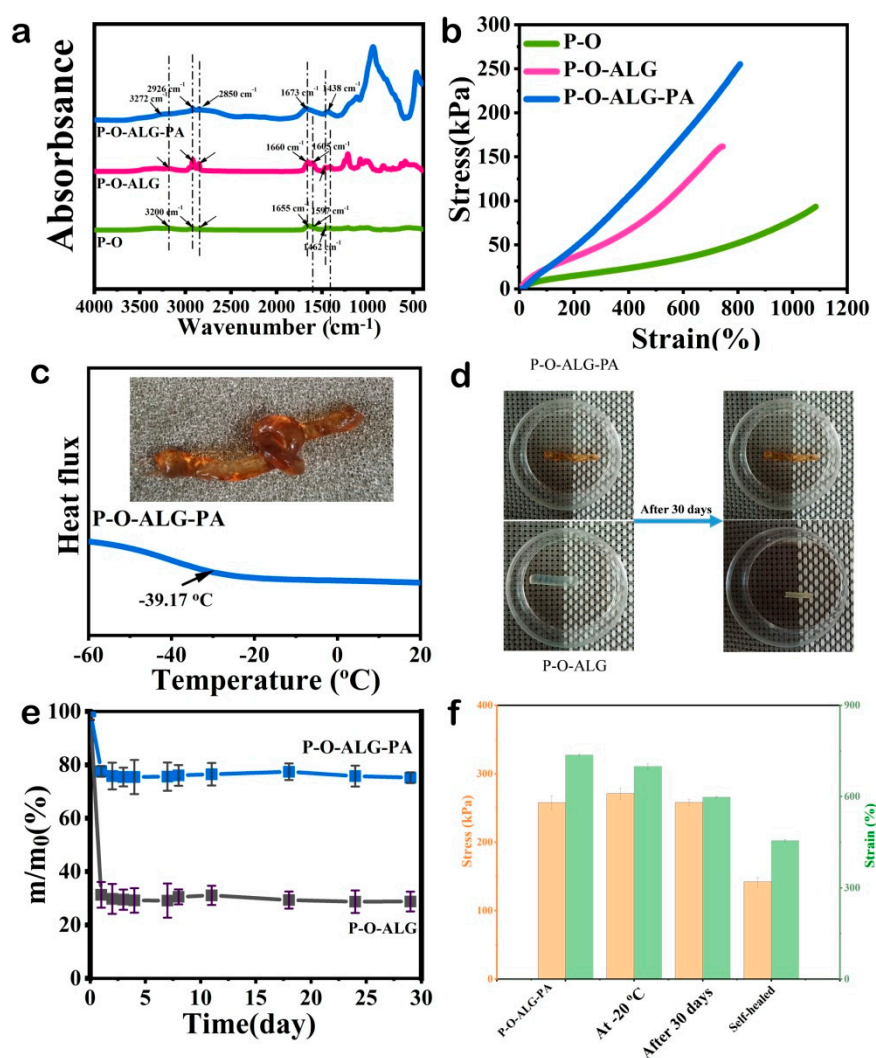 a
Absorbsance
2926 cm-1
3272 cm-1
2850 cm-1
1673 cm-1
1438 cm-1
P-O-ALG-PA
1660 cm-1
1605 cm-1
P-O-ALG
3200 cm-1
1655 cm-1
1597 cm-1
1462 cm-1
P-O
4000 3500 3000 2500 2000 1500 1000 500
Wavenumber (cm-1)
b
P-O
P-O-ALG
P-O-ALG-PA
Stress(kPa)
300
250
200
150
100
50
0
0 200 400 600 800 1000 1200
Strain(%)
c
Heat flux
P-O-ALG-PA
-39.17 °C
-60 -40 -20 0 20
Temperature (ºC)
d
P-O-ALG-PA
After 30 days
P-O-ALG
e
m/m0(%)
100
80
60
40
20
0
P-O-ALG-PA
P-O-ALG
0 5 10 15 20 25 30
Time(day)
f
Stress (kPa)
400
300
200
100
0
Strain (%)
900
600
300
0
P-O-ALG-PA
At -20 ºC
After 30 days
Self-healed